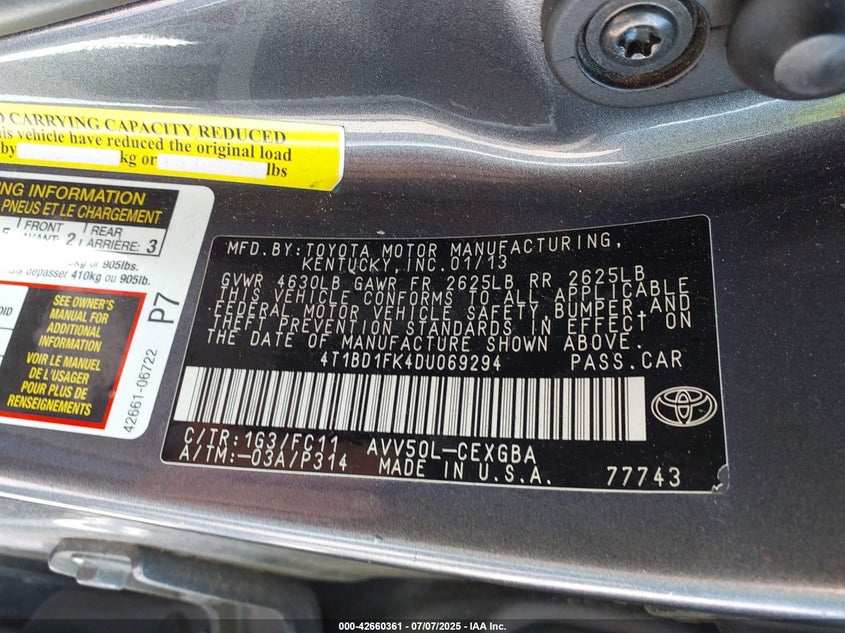 CARRYING CAPACITY REDUCED
this vehicle have reduced the original load
by kg or lbs
ING INFORMATION
PNEUS ET LE CHARGEMENT
FRONT REAR
AVANT: 2 ARRIÈRE: 3
kg or 905lbs.
dépasser 410kg ou 905lb.
SEE OWNER'S
MANUAL FOR
ADDITIONAL
INFORMATION
VOIR LE MANUEL
DE L'USAGER
POUR PLUS DE
RENSEIGNEMENTS
P7
42661-06722
MFD. BY: TOYOTA MOTOR MANUFACTURING,
KENTUCKY, INC. 01/13
GVWR 4630LB GAWR FR 2625LB RR 2625LB
THIS VEHICLE CONFORMS TO ALL APPLICABLE
FEDERAL MOTOR VEHICLE SAFETY, BUMPER, AND
THEFT PREVENTION STANDARDS IN EFFECT ON
THE DATE OF MANUFACTURE SHOWN ABOVE.
4T1BD1FK4DU069294 PASS. CAR
C/TR: 1G3/FC11 AVV50L-CEXGBA
A/TM: -03A/P314 MADE IN U.S.A. 77743
000-42660361 - 07/07/2025 - IAA Inc.